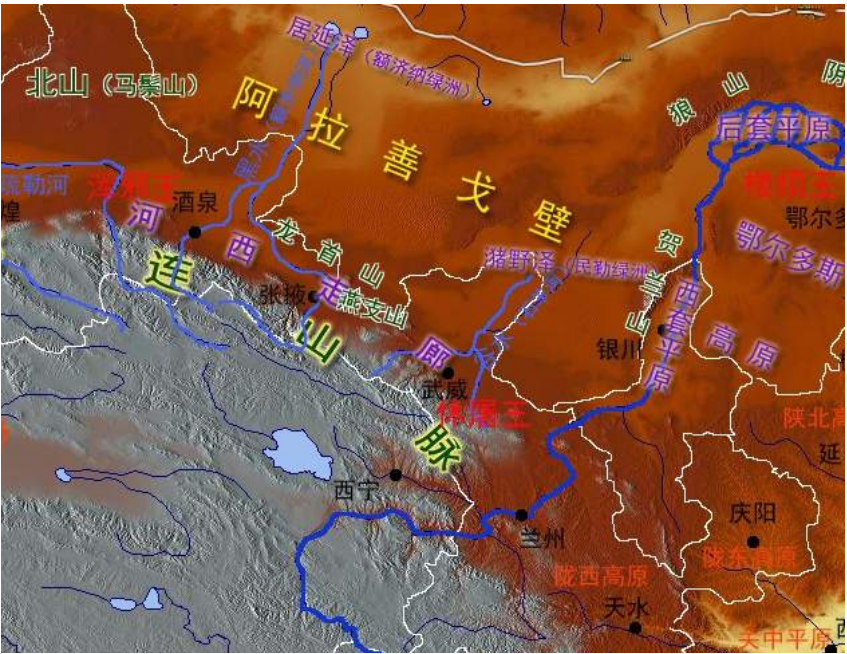 居延泽（额济纳绿洲）
北山（马鬃山）
阿拉善戈壁
狼山
阴
后套平原
疏勒河
浑邪王
楼烦王
煌
酒泉
鄂尔多
河西走廊
龙首山
贺兰山
鄂尔多斯
高原
连山脉
猪野泽（民勤绿洲
西套平原
张掖
燕支山
银川
武威
休屠王
陕北高
延
西宁
庆阳
兰州
陇东高原
陇西高原
天水
关中平原
西